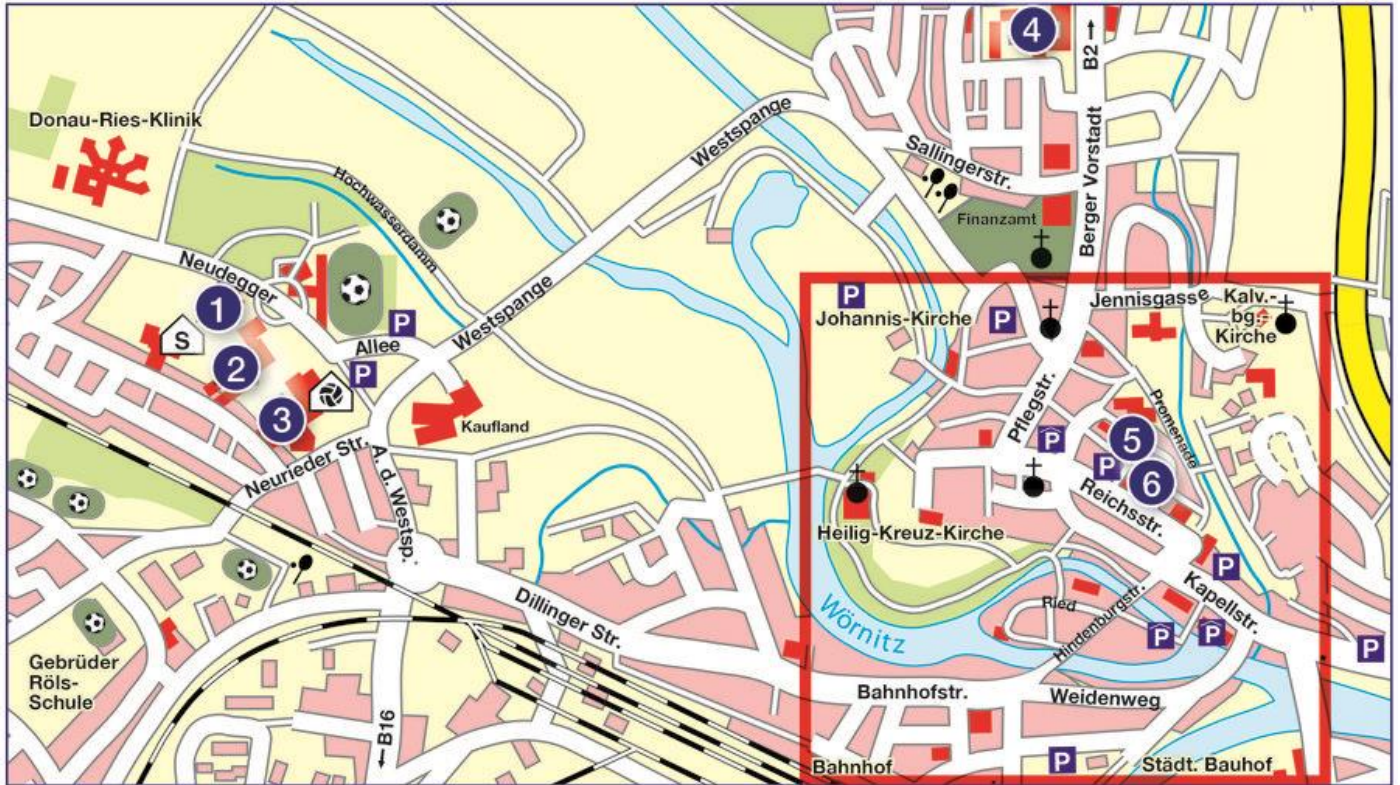 4
B2
Donau-Ries-Klinik
Westspange
Sallingerstr.
Berger Vorstadt
Hochwasserdamm
Finanzamt
Neudegger
Westspange
Jennisgasse
Kalv.-
bg.-
Kirche
P
Johannis-Kirche
P
1
S
P
Allee
2
P
Pflegstr.
Promenade
3
Kaufland
P
5
P
6
Neurieder Str.
A. d. Westsp.
Reichsstr.
Heilig-Kreuz-Kirche
P
Kapellstr.
Dillinger Str.
Wörnitz
Ried
Hindenburgstr.
P
P
P
Gebrüder
Röls-
Schule
Bahnhofstr.
Weidenweg
B16
Bahnhof
P
Städt. Bauhof